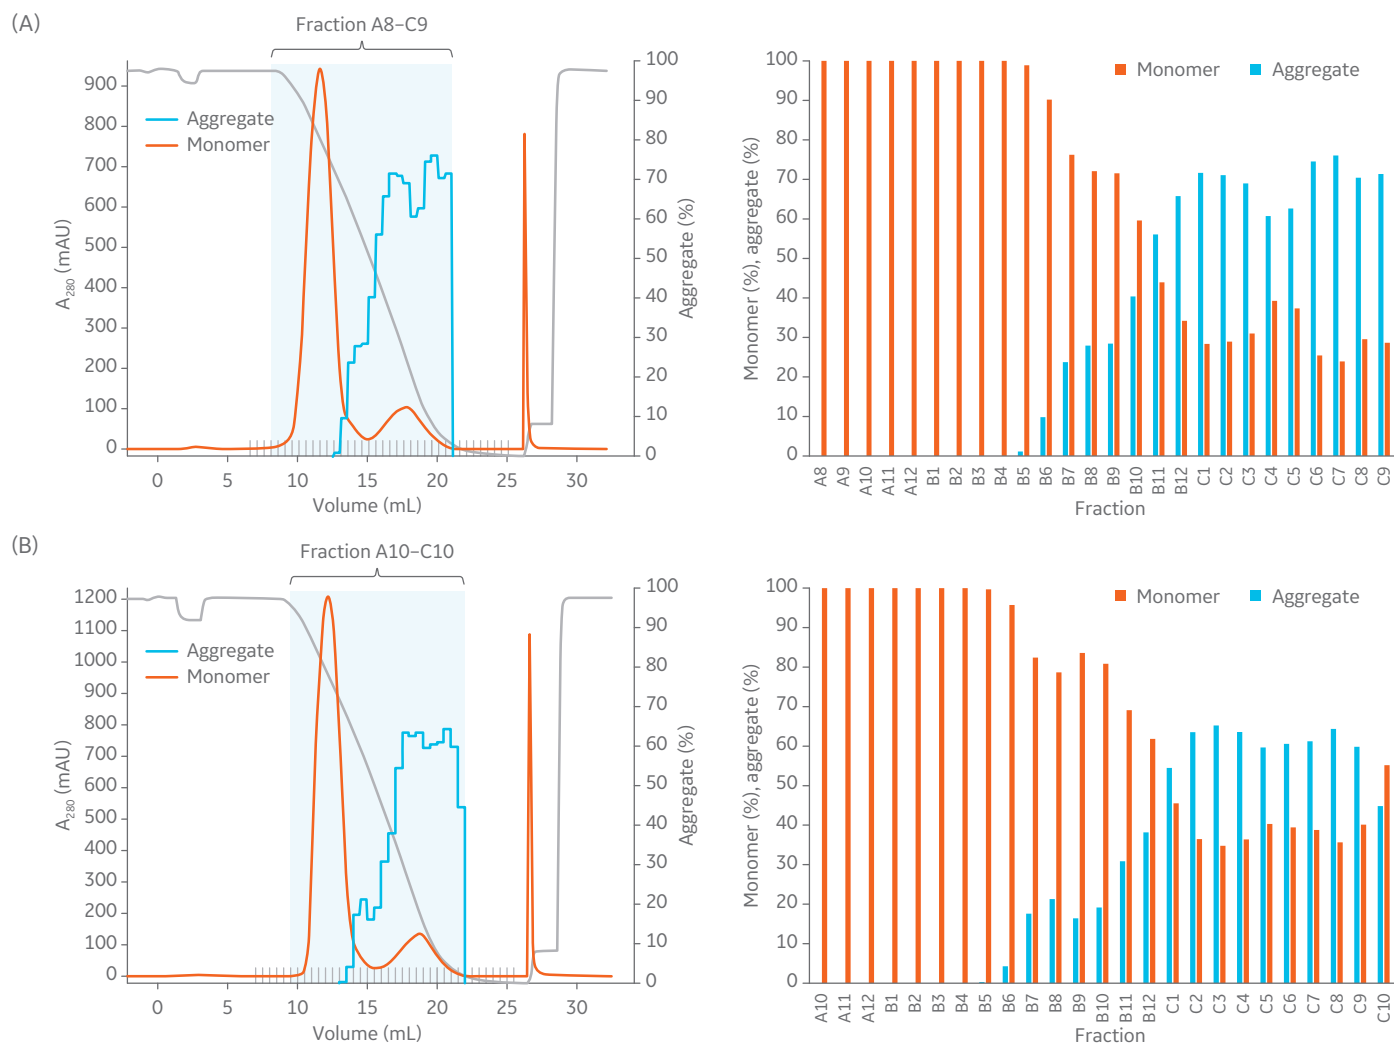 (A)
Fraction A8–C9
900
800
700
600
500
400
300
200
100
0
A280 (mAU)
Aggregate
Monomer
100
90
80
70
60
50
40
30
20
10
0
Aggregate (%)
0 5 10 15 20 25 30
Volume (mL)
100
90
80
70
60
50
40
30
20
10
0
Monomer (%), aggregate (%)
Monomer Aggregate
A8 A9 A10 A11 A12 B1 B2 B3 B4 B5 B6 B7 B8 B9 B10 B11 B12 C1 C2 C3 C4 C5 C6 C7 C8 C9
Fraction
(B)
Fraction A10–C10
1200
1100
1000
900
800
700
600
500
400
300
200
100
0
A280 (mAU)
Aggregate
Monomer
100
90
80
70
60
50
40
30
20
10
0
Aggregate (%)
0 5 10 15 20 25 30
Volume (mL)
100
90
80
70
60
50
40
30
20
10
0
Monomer (%), aggregate (%)
Monomer Aggregate
A10 A11 A12 B1 B2 B3 B4 B5 B6 B7 B8 B9 B10 B11 B12 C1 C2 C3 C4 C5 C6 C7 C8 C9 C10
Fraction